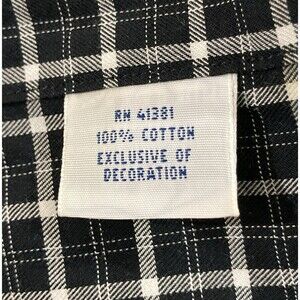 RN 41381
100% COTTON
EXCLUSIVE OF
DECORATION